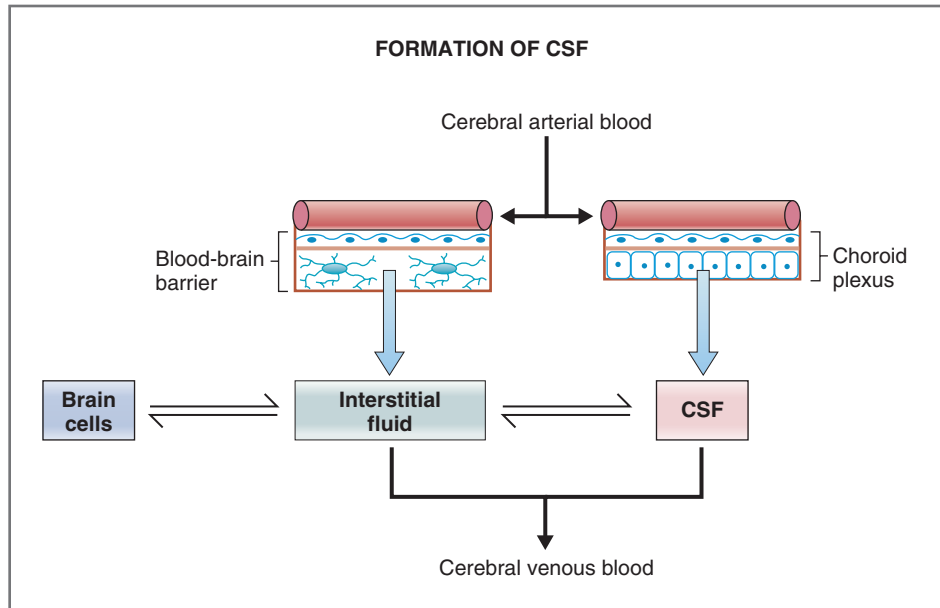 FORMATION OF CSF
Cerebral arterial blood
Blood-brain
barrier
Choroid
plexus
Brain
cells
Interstitial
fluid
CSF
Cerebral venous blood